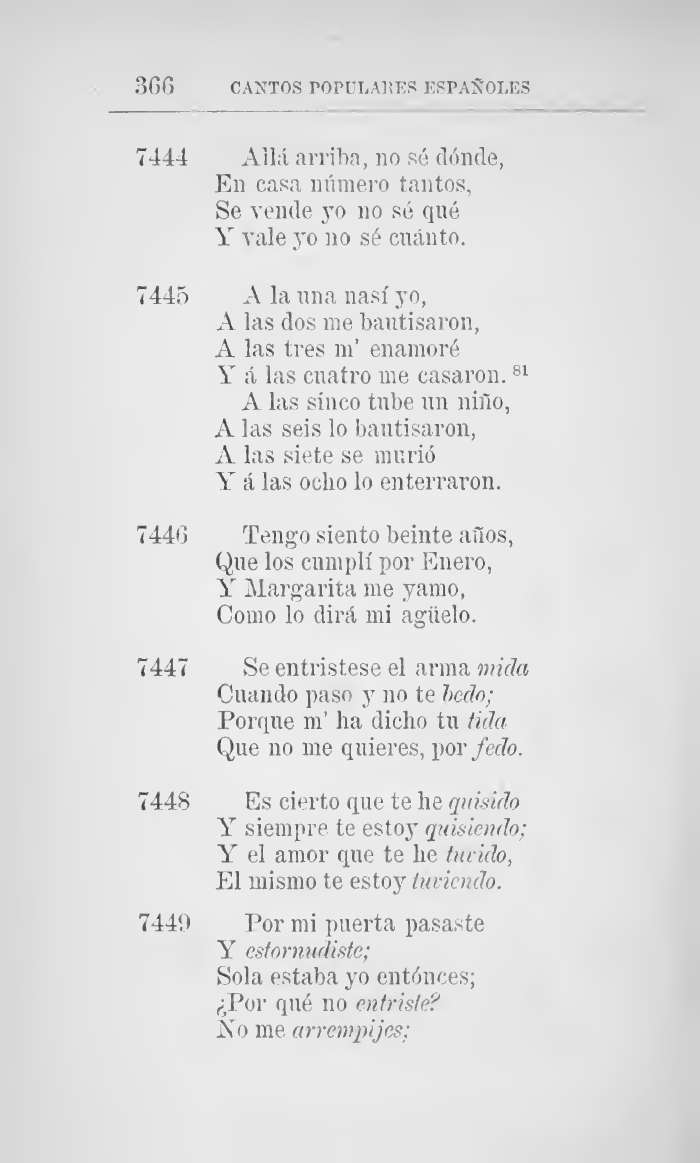 366 CANTOS POPULARES ESPAÑOLES
7444 Allá arriba, no sé dónde,
En casa número tantos,
Se vende yo no sé qué
Y vale yo no sé cuánto.
7445 A la una nasí yo,
A las dos me bautisaron,
A las tres m' enamoré
Y á las cuatro me casaron. 81
A las sinco tube un niño,
A las seis lo bautisaron,
A las siete se murió
Y á las ocho lo enterraron.
7446 Tengo siento beinte años,
Que los cumplí por Enero,
Y Margarita me yamo,
Como lo dirá mi agüelo.
7447 Se entristese el arma mida
Cuando paso y no te bedo;
Porque m' ha dicho tu tida
Que no me quieres, por fedo.
7448 Es cierto que te he quisido
Y siempre te estoy quisiendo;
Y el amor que te he tuvido,
El mismo te estoy tuviendo.
7449 Por mi puerta pasaste
Y estornudiste;
Sola estaba yo entónces;
¿Por qué no entriste?
No me arrempijes;